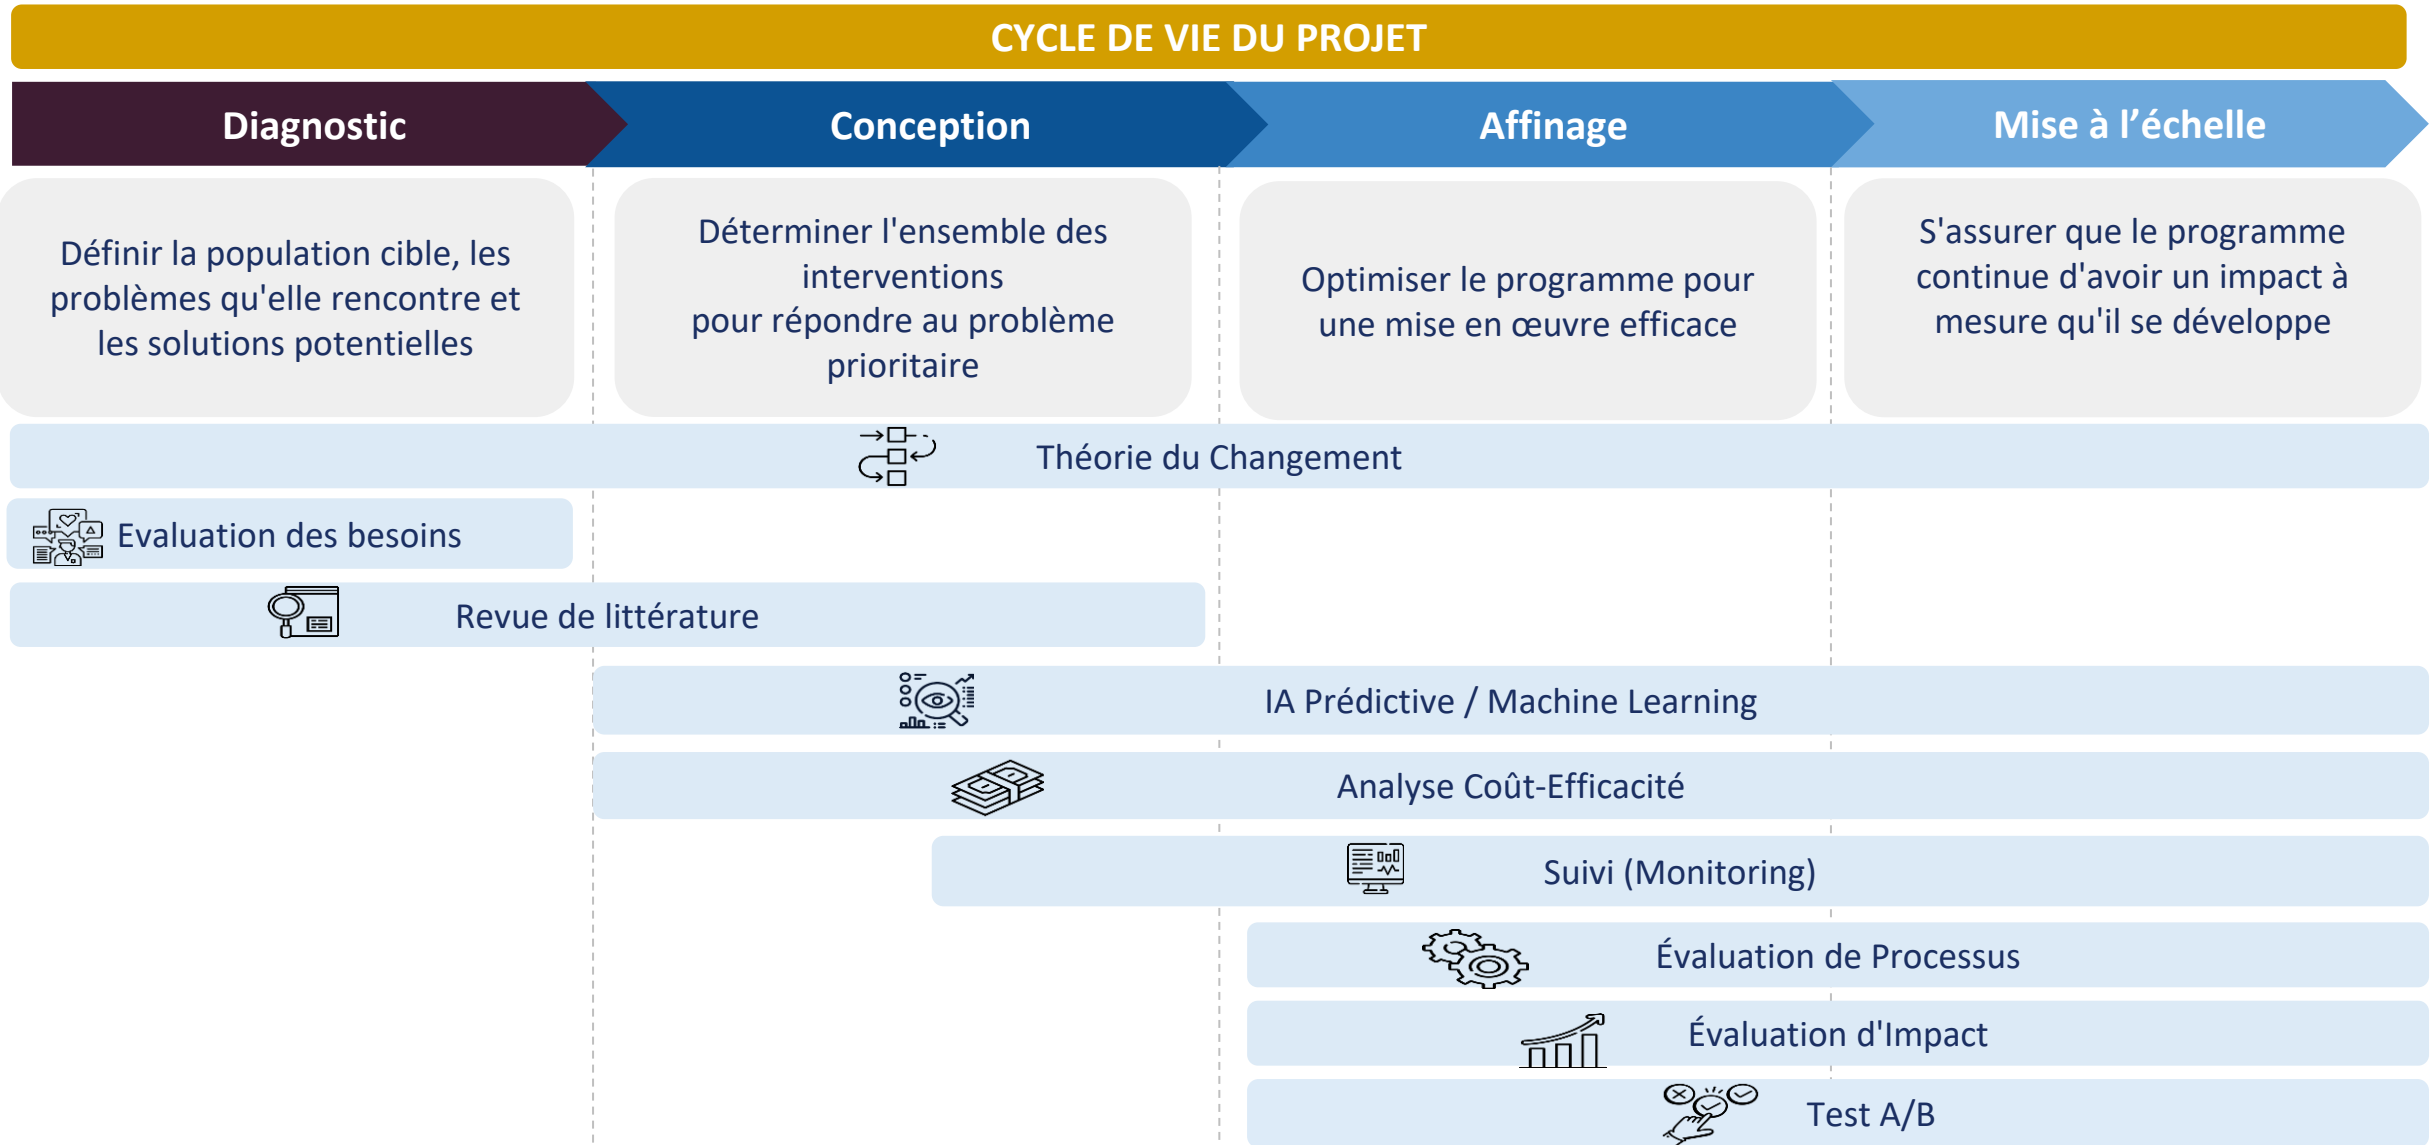 CYCLE DE VIE DU PROJET
Diagnostic
Conception
Affinage
Mise à l’échelle
Définir la population cible, les
problèmes qu'elle rencontre et
les solutions potentielles
Déterminer l'ensemble des
interventions
pour répondre au problème
prioritaire
Optimiser le programme pour
une mise en œuvre efficace
S'assurer que le programme
continue d'avoir un impact à
mesure qu'il se développe
Théorie du Changement
Evaluation des besoins
Revue de littérature
IA Prédictive / Machine Learning
Analyse Coût-Efficacité
Suivi (Monitoring)
Évaluation de Processus
Évaluation d'Impact
Test A/B